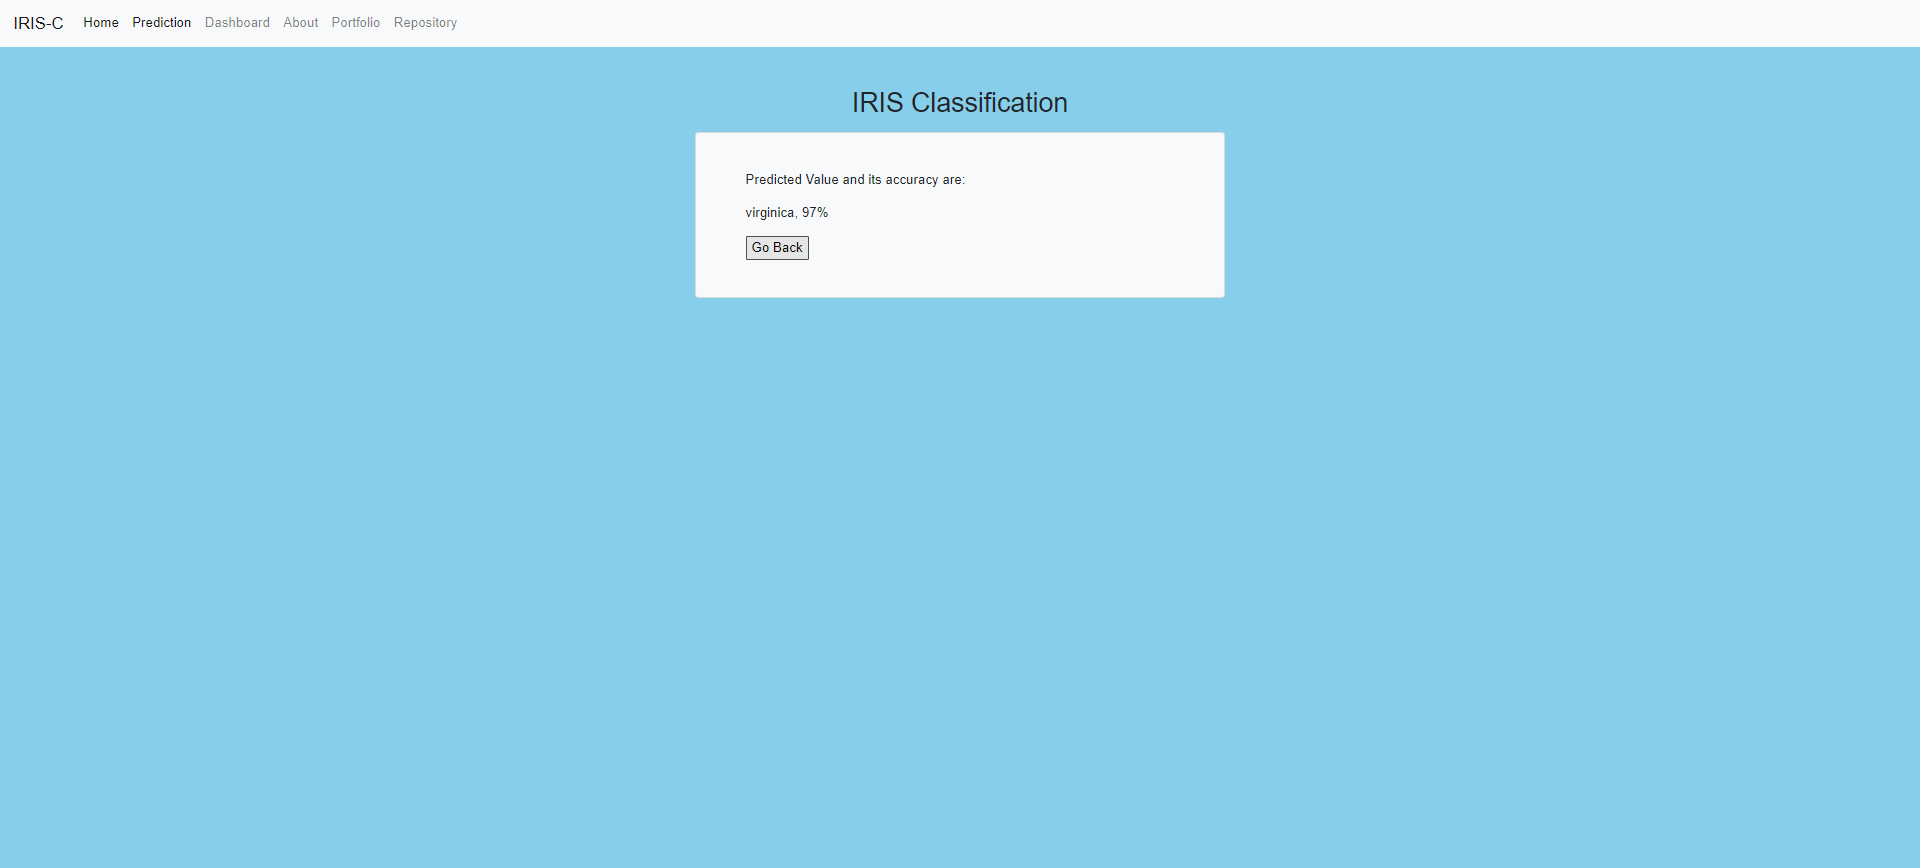 IRIS-C Home Prediction Dashboard About Portfolio Repository
IRIS Classification
Predicted Value and its accuracy are:
virginica, 97%
Go Back